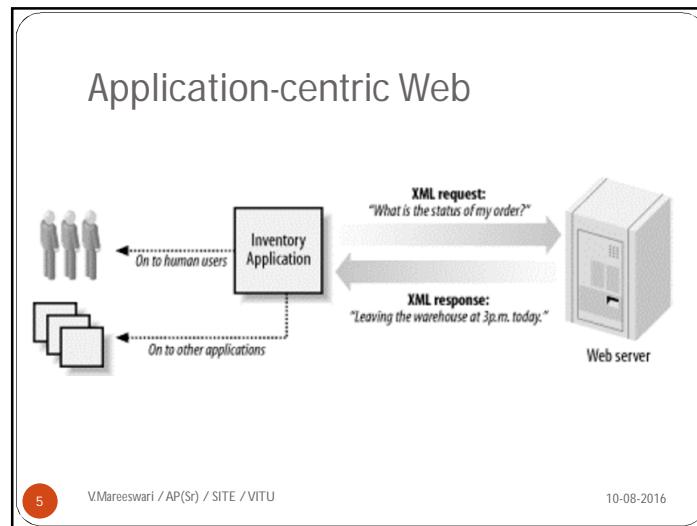 Application-centric Web
XML request:
"What is the status of my order?"
Inventory
Application
On to human users
XML response:
"Leaving the warehouse at 3p.m. today."
On to other applications
Web server
5
V.Mareeswari / AP(Sr) / SITE / VITU
10-08-2016